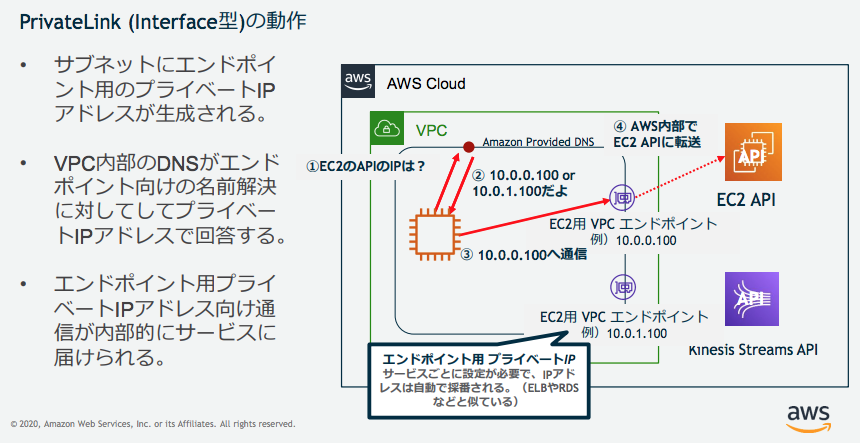 PrivateLink (Interface型)の動作
• サブネットにエンドポイ
ント用のプライベートIP
アドレスが生成される。
• VPC内部のDNSがエンド
ポイント向けの名前解決
に対してしてプライベー
トIPアドレスで回答する。
• エンドポイント用プライ
ベートIPアドレス向け通
信が内部的にサービスに
届けられる。
aws
AWS Cloud
VPC
Amazon Provided DNS
①EC2のAPIのIPは？
② 10.0.0.100 or
10.0.1.100だよ
③ 10.0.0.100へ通信
④ AWS内部で
EC2 APIに転送
API
EC2 API
EC2用 VPC エンドポイント
例）10.0.0.100
EC2用 VPC エンドポイント
例）10.0.1.100
API
Kinesis Streams API
エンドポイント用 プライベートIP
サービスごとに設定が必要で、IPアド
レスは自動で採番される。（ELBやRDS
などと似ている）
© 2020, Amazon Web Services, Inc. or its Affiliates. All rights reserved.
aws